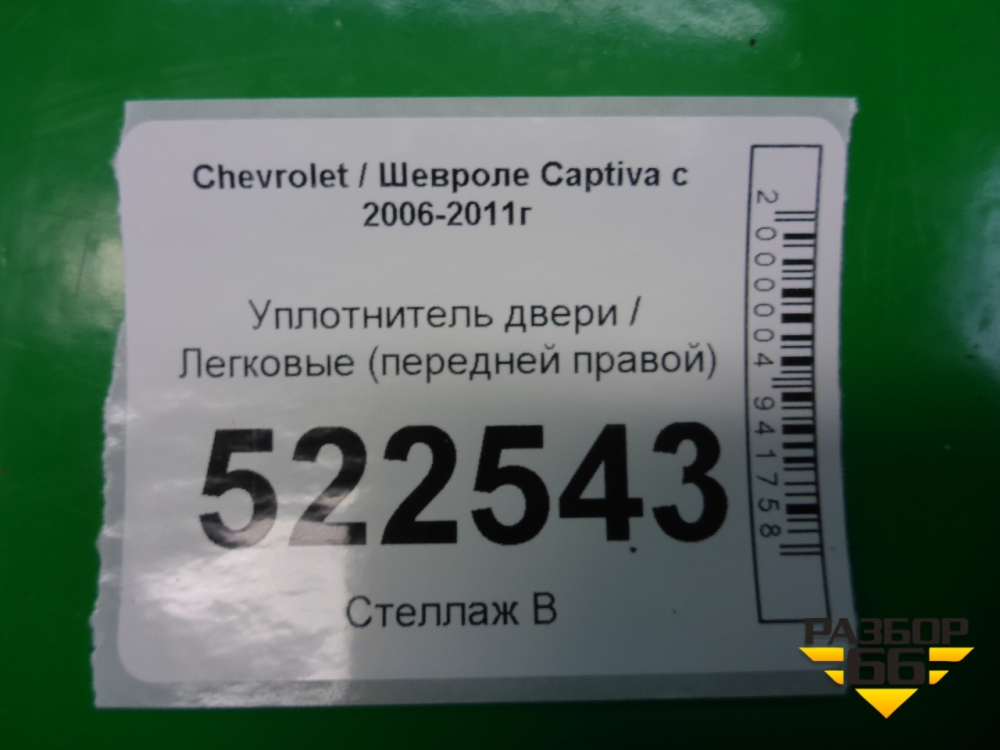 Chevrolet / Шевроле Captiva с
2006-2011г
Уплотнитель двери /
Легковые (передней правой)
522543
Стеллаж В
2000004941758
РАЗБОР
66